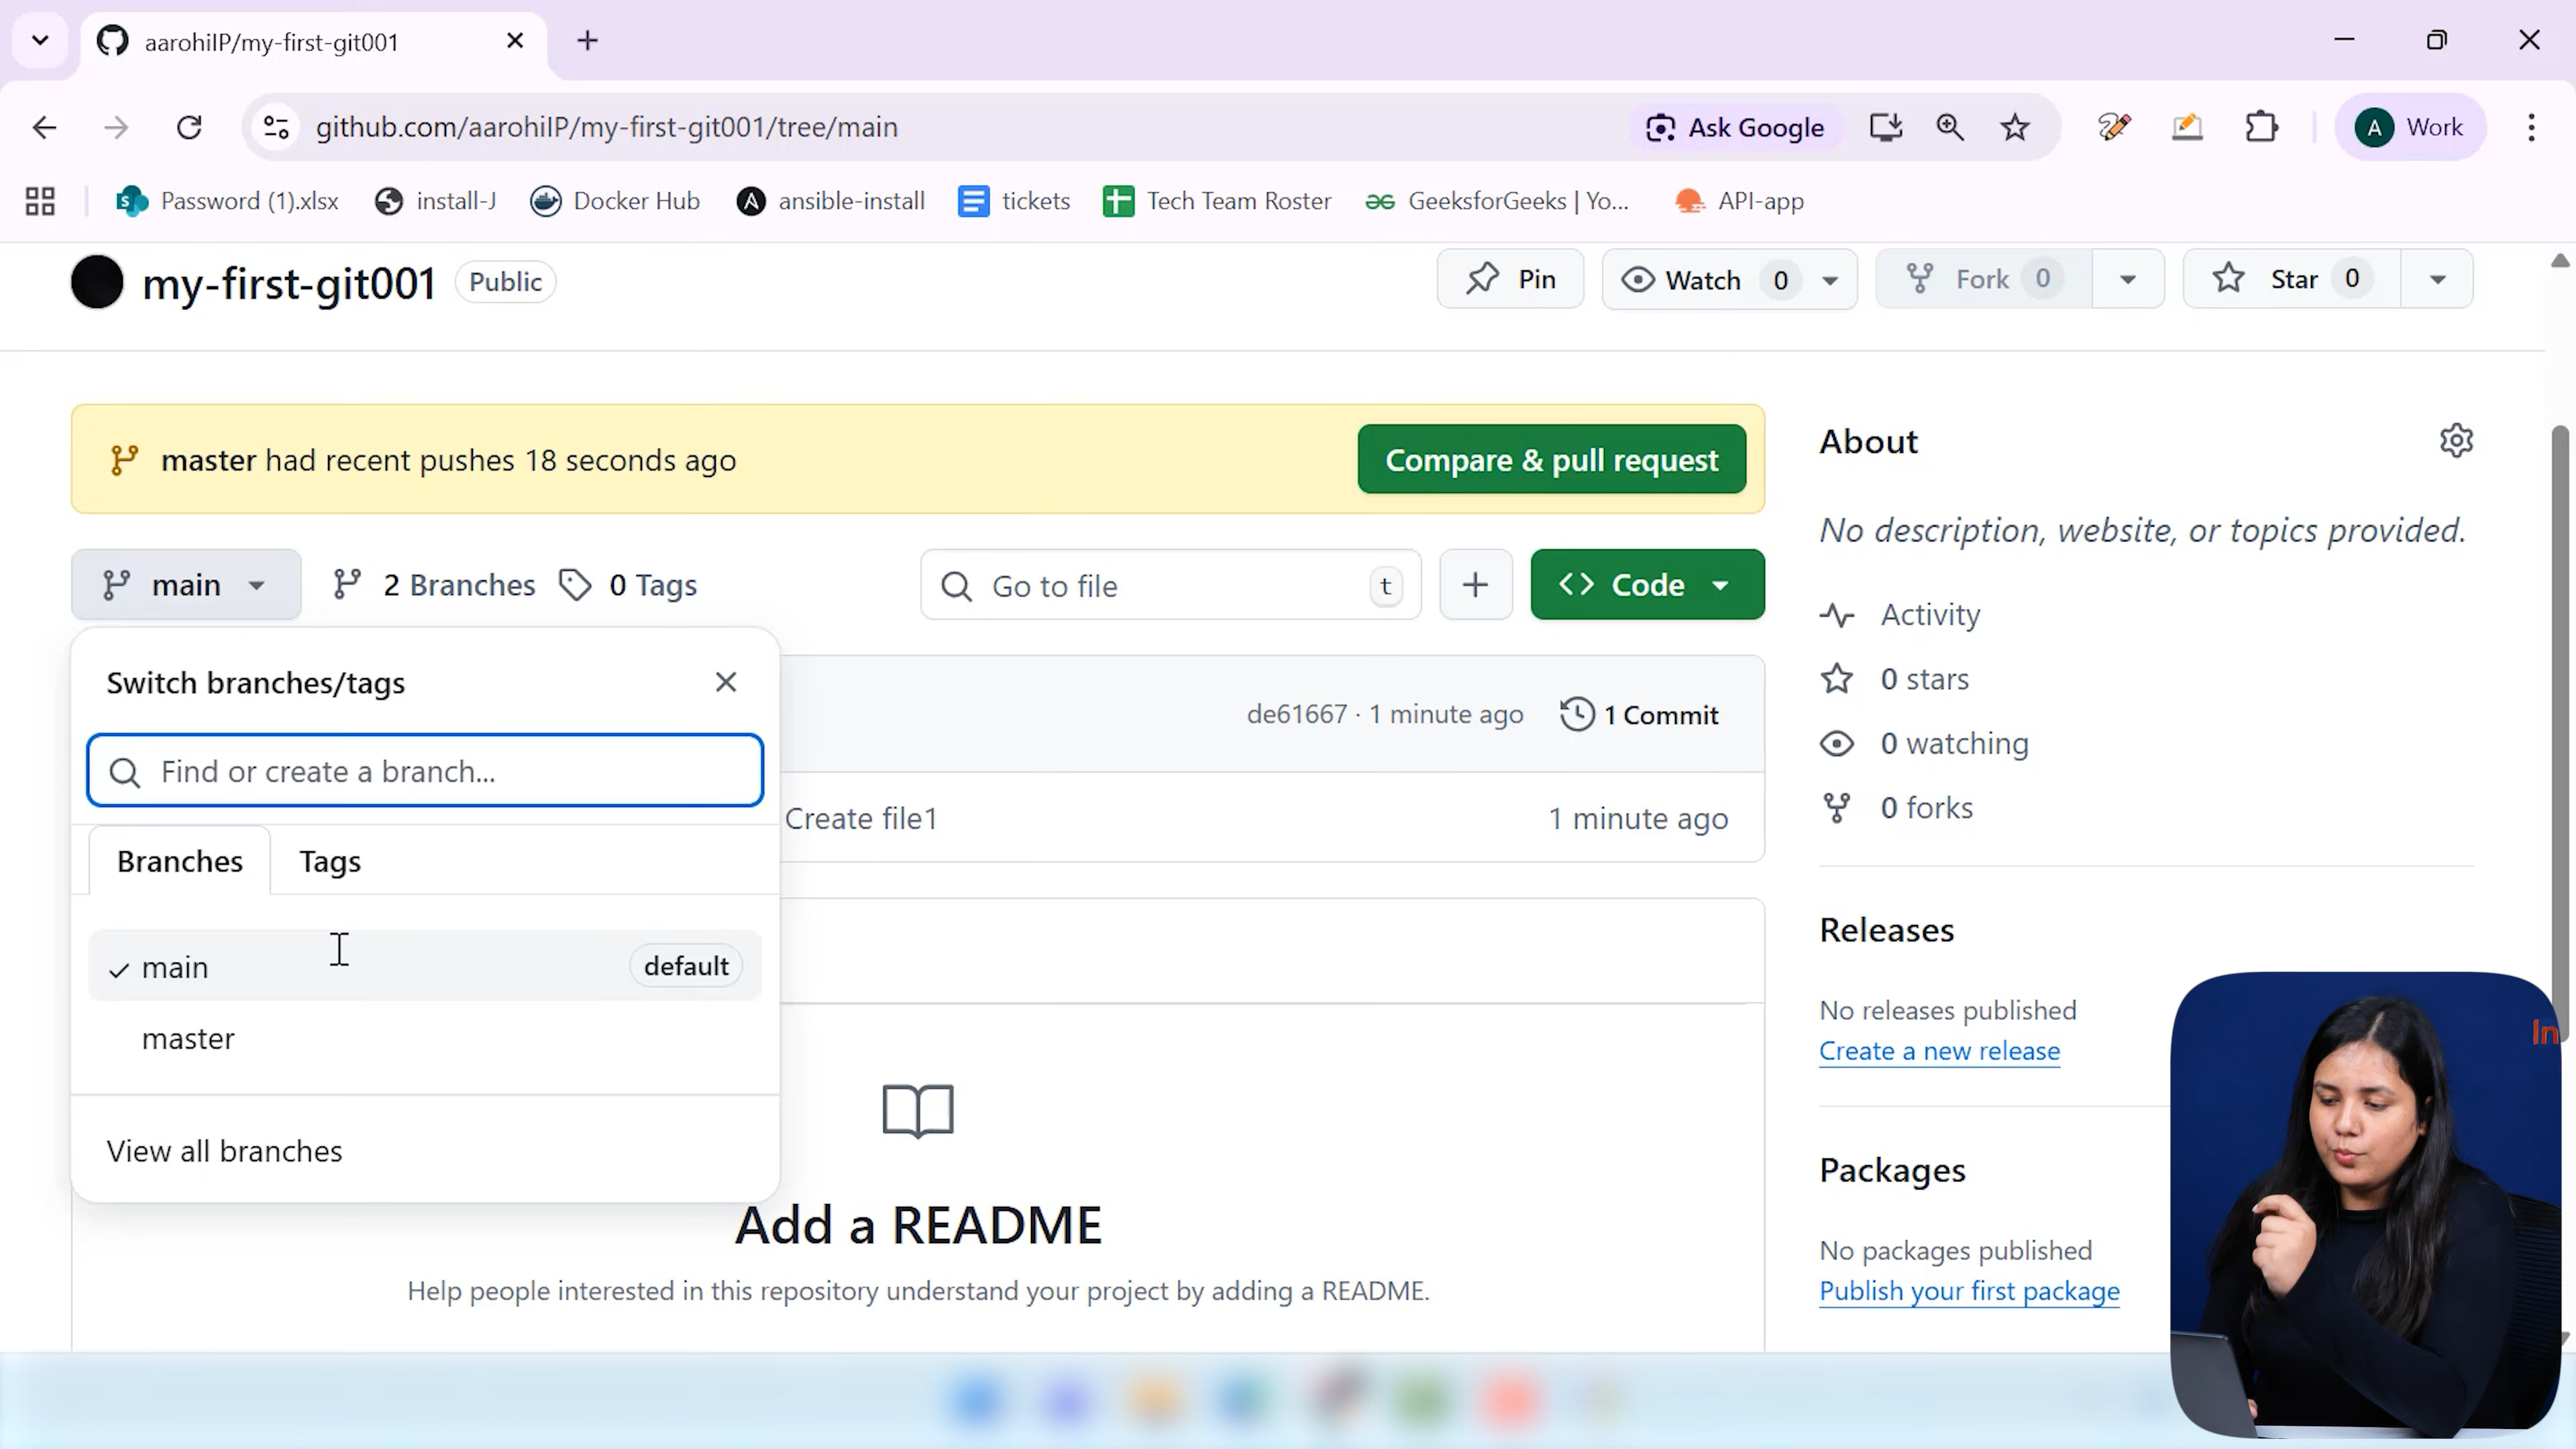 aarohiIP/my-first-git001
github.com/aarohiIP/my-first-git001/tree/main
Ask Google
A
Work
Password (1).xlsx
install-J
Docker Hub
ansible-install
tickets
Tech Team Roster
GeeksforGeeks | Yo...
API-app
my-first-git001
Public
Pin
Watch 0
Fork 0
Star 0
master had recent pushes 18 seconds ago
Compare & pull request
main
2 Branches
0 Tags
Go to file
t
Code
Switch branches/tags
Find or create a branch...
Branches
Tags
main
default
master
View all branches
de61667 · 1 minute ago
1 Commit
Create file1
1 minute ago
Add a README
Help people interested in this repository understand your project by adding a README.
About
No description, website, or topics provided.
Activity
0 stars
0 watching
0 forks
Releases
No releases published
Create a new release
Packages
No packages published
Publish your first package
In